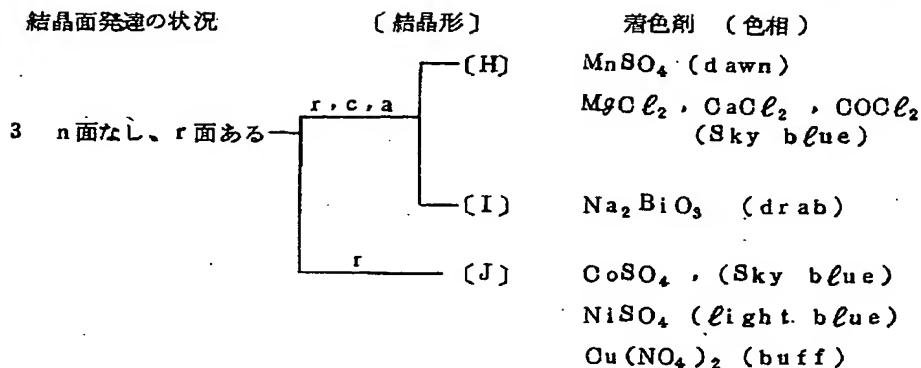 結晶面発達の状況 〔結晶形〕 着色剤 (色相)
〔H〕 MnSO₄ (dawn)
r, c, a MgCℓ₂, CaCℓ₂, COCℓ₂
3 n面なし、r面ある (Sky bℓue)
〔I〕 Na₂BiO₃ (drab)
r 〔J〕 CoSO₄, (Sky bℓue)
NiSO₄ (ℓight. bℓue)
Cu(NO₄)₂ (buff)